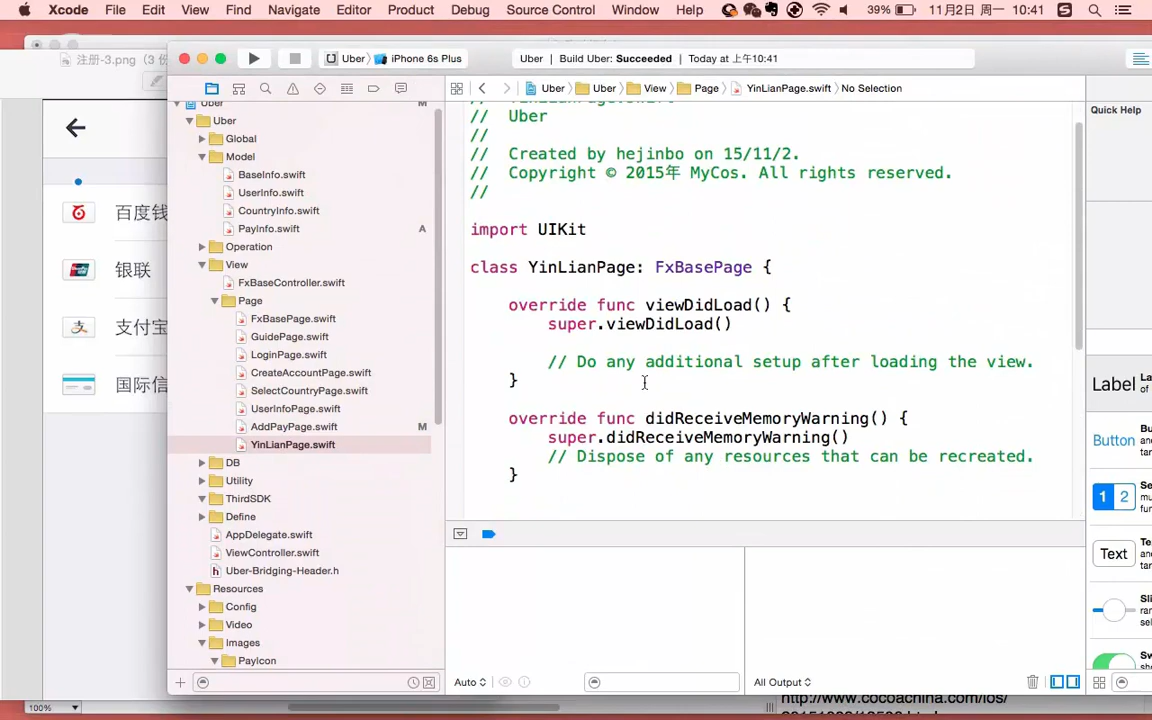 Xcode File Edit View Find Navigate Editor Product Debug Source Control Window Help 39% 11月2日 周一 10:41
注册-3.png (3
Uber iPhone 6s Plus Uber Build Uber: Succeeded Today at 上午10:41
Uber Uber View Page YinLianPage.swift No Selection
Uber M
Uber
Global
Model
BaseInfo.swift
UserInfo.swift
CountryInfo.swift
PayInfo.swift A
Operation
View
FxBaseController.swift
Page
FxBasePage.swift
GuidePage.swift
LoginPage.swift
CreateAccountPage.swift
SelectCountryPage.swift
UserInfoPage.swift
AddPayPage.swift M
YinLianPage.swift
DB
Utility
ThirdSDK
Define
AppDelegate.swift
ViewController.swift
Uber-Bridging-Header.h
Resources
Config
Video
Images
PayIcon
百度钱
银联
支付宝
国际信
100%
// Uber
//
// Created by hejinbo on 15/11/2.
// Copyright © 2015年 MyCos. All rights reserved.
//
import UIKit
class YinLianPage: FxBasePage {
override func viewDidLoad() {
super.viewDidLoad()
// Do any additional setup after loading the view.
}
override func didReceiveMemoryWarning() {
super.didReceiveMemoryWarning()
// Dispose of any resources that can be recreated.
}
Auto All Output
Quick Help
Label
Button
1 2
Text
http://www.cocoachina.com/ios/